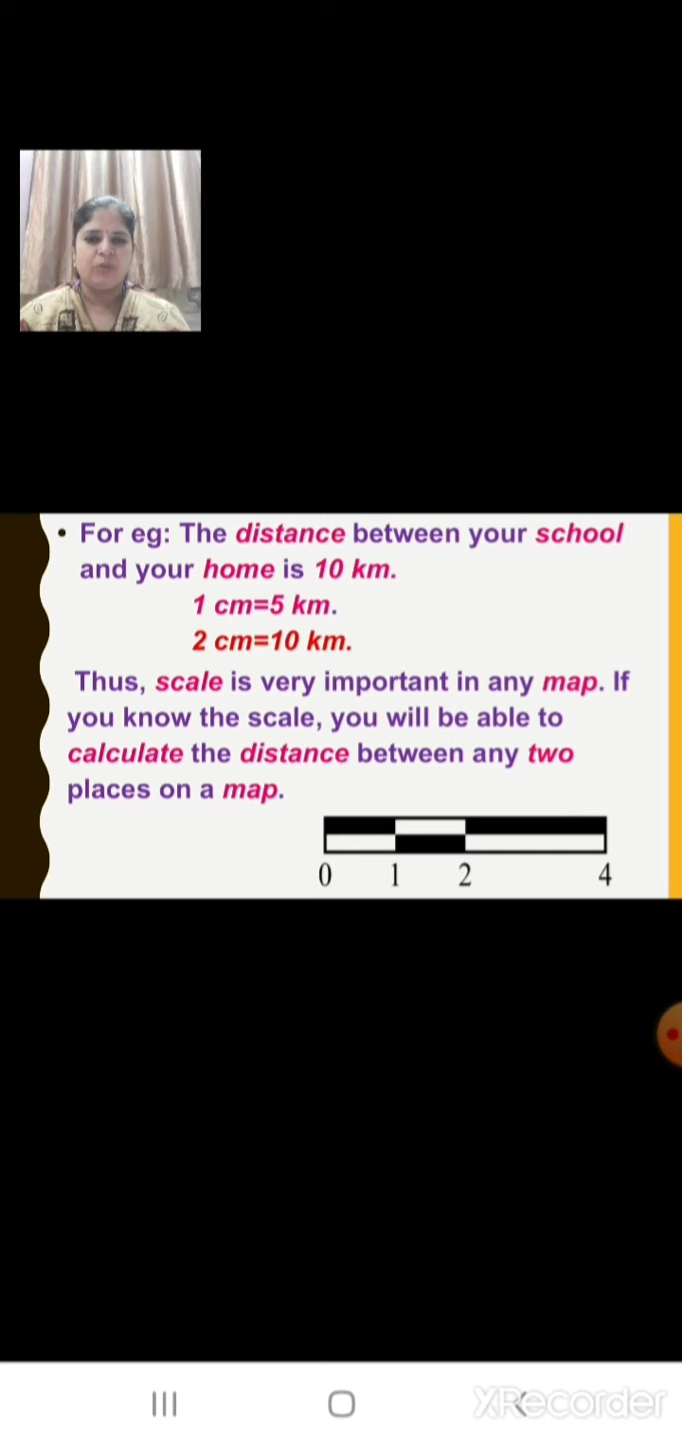 • For eg: The distance between your school
and your home is 10 km.
1 cm=5 km.
2 cm=10 km.
Thus, scale is very important in any map. If
you know the scale, you will be able to
calculate the distance between any two
places on a map.
0 1 2 4
XRecorder